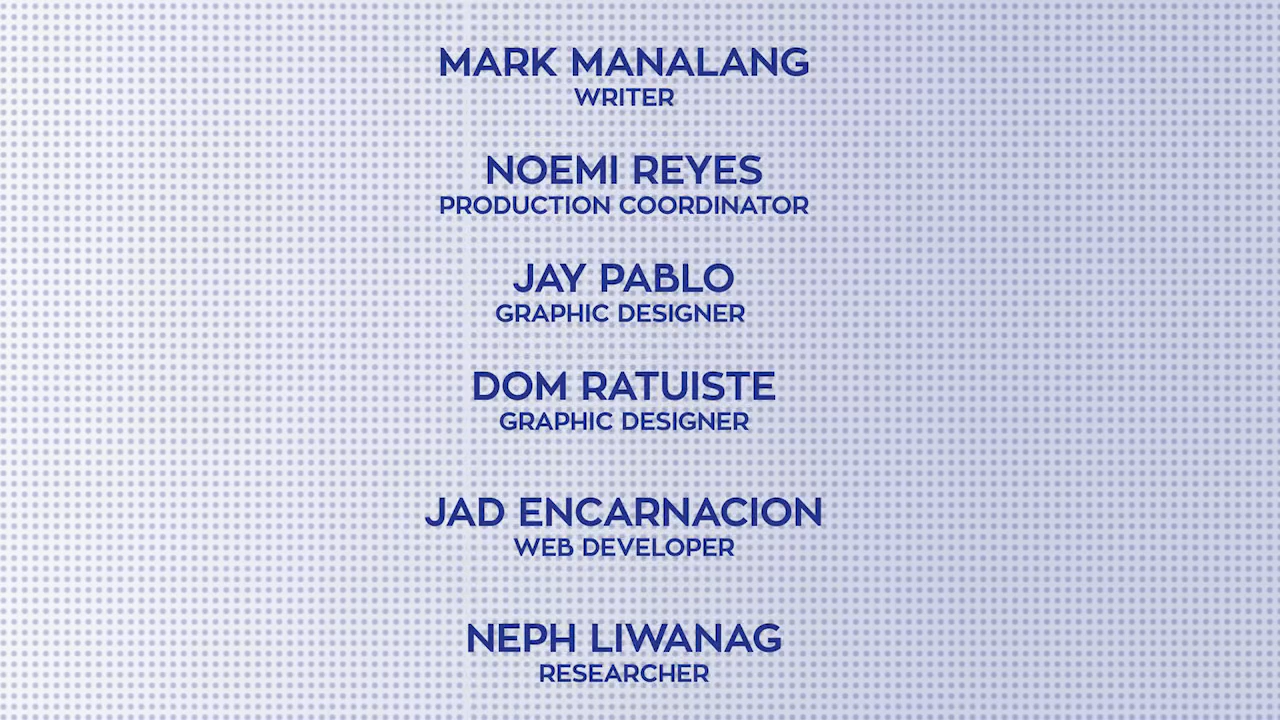 MARK MANALANG
WRITER
NOEMI REYES
PRODUCTION COORDINATOR
JAY PABLO
GRAPHIC DESIGNER
DOM RATUISTE
GRAPHIC DESIGNER
JAD ENCARNACION
WEB DEVELOPER
NEPH LIWANAG
RESEARCHER